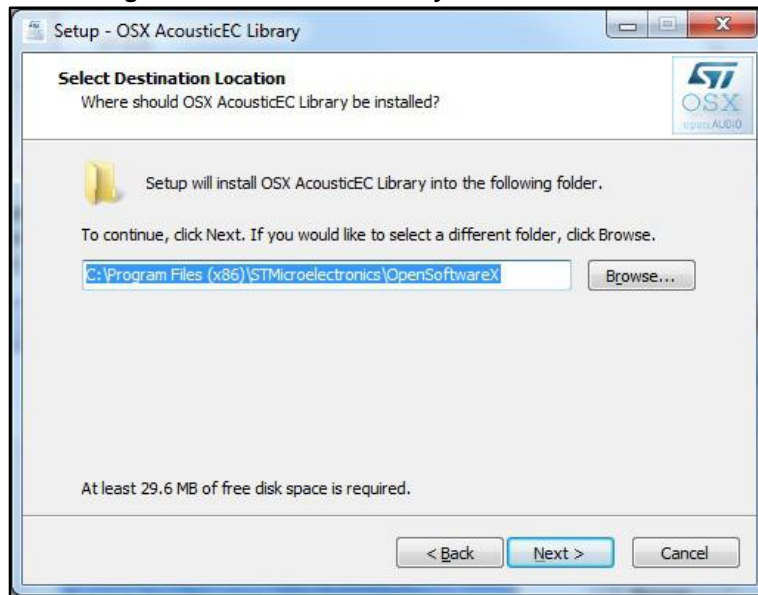 Setup - OSX AcousticEC Library
Select Destination Location
Where should OSX AcousticEC Library be installed?
ST
OSX
open.AUDIO
Setup will install OSX AcousticEC Library into the following folder.
To continue, click Next. If you would like to select a different folder, click Browse.
C:\Program Files (x86)\STMicroelectronics\OpenSoftwareX
Browse...
At least 29.6 MB of free disk space is required.
< Back
Next >
Cancel